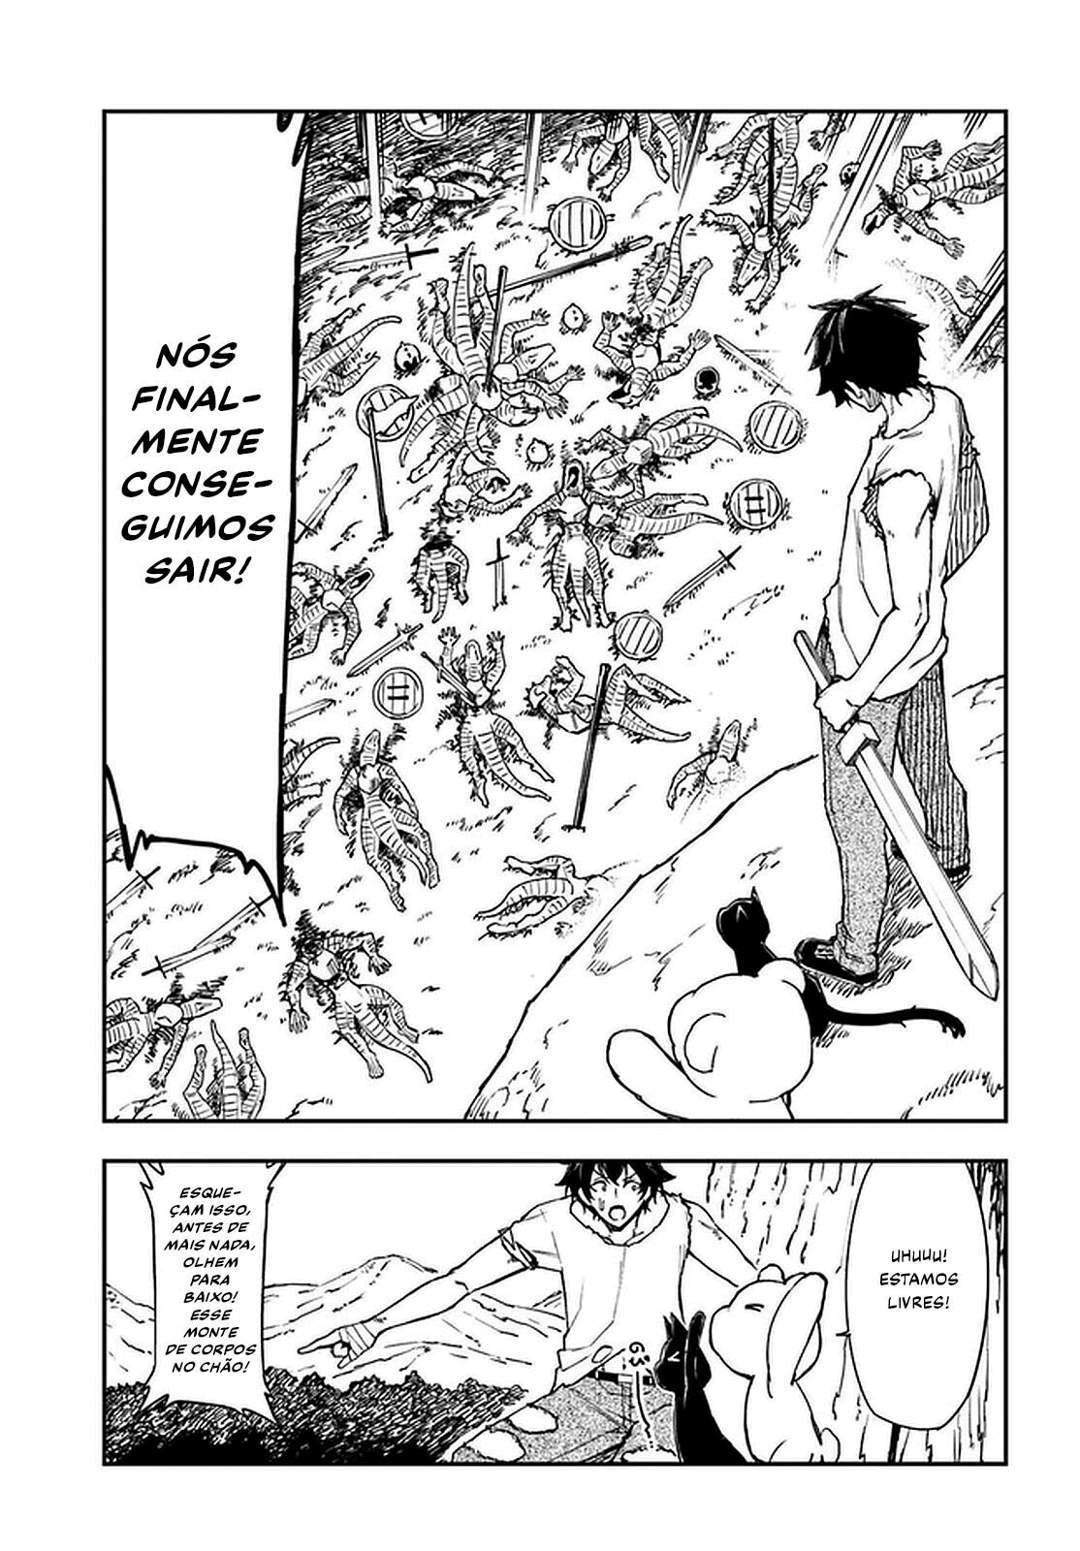 NÓS
FINAL-
MENTE
CONSE-
GUIMOS
SAIR!
UHUUU!
ESTAMOS
LIVRES!
ESQUE-
ÇAM ISSO,
ANTES DE
MAIS NADA,
OLHEM
PARA
BAIXO!
ESSE
MONTE
DE CORPOS
NO CHÃO!